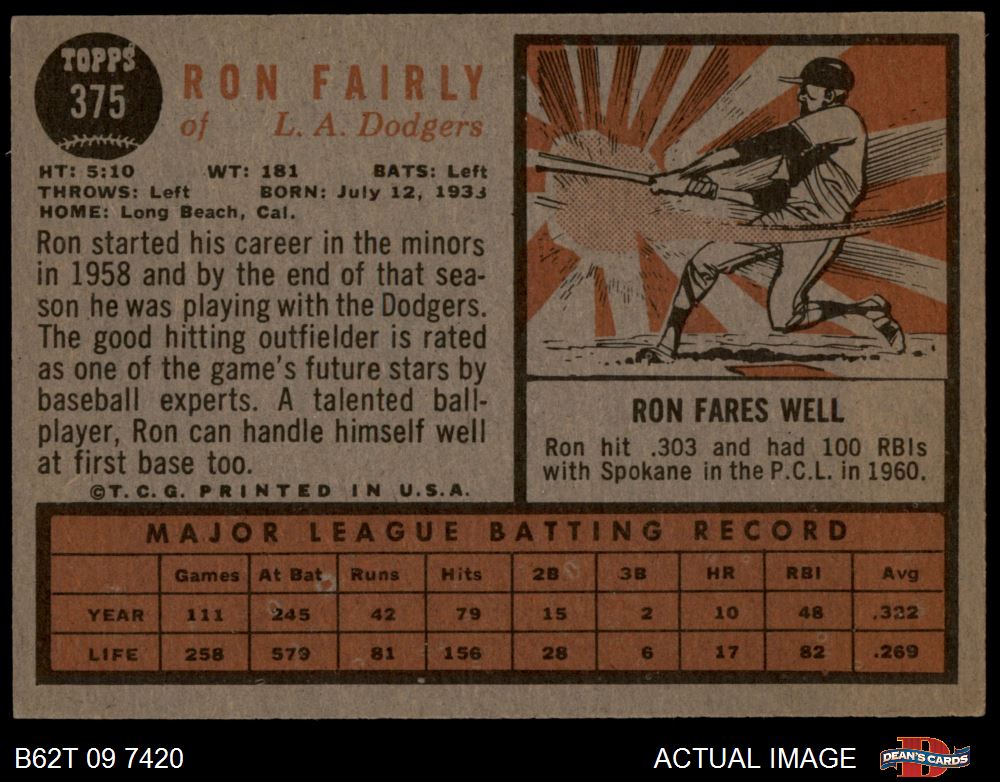 TOPPS
375
RON FAIRLY
of L. A. Dodgers
HT: 5:10 WT: 181 BATS: Left
THROWS: Left BORN: July 12, 1933
HOME: Long Beach, Cal.
Ron started his career in the minors
in 1958 and by the end of that sea-
son he was playing with the Dodgers.
The good hitting outfielder is rated
as one of the game's future stars by
baseball experts. A talented ball-
player, Ron can handle himself well
at first base too.
©T.C.G. PRINTED IN U.S.A.
RON FARES WELL
Ron hit .303 and had 100 RBIs
with Spokane in the P.C.L. in 1960.
MAJOR LEAGUE BATTING RECORD
Games At Bat Runs Hits 2B 3B HR RBI Avg
YEAR 111 245 42 79 15 2 10 48 .322
LIFE 258 579 81 156 28 6 17 82 .269
B62T 09 7420
ACTUAL IMAGE
DEAN'S CARDS